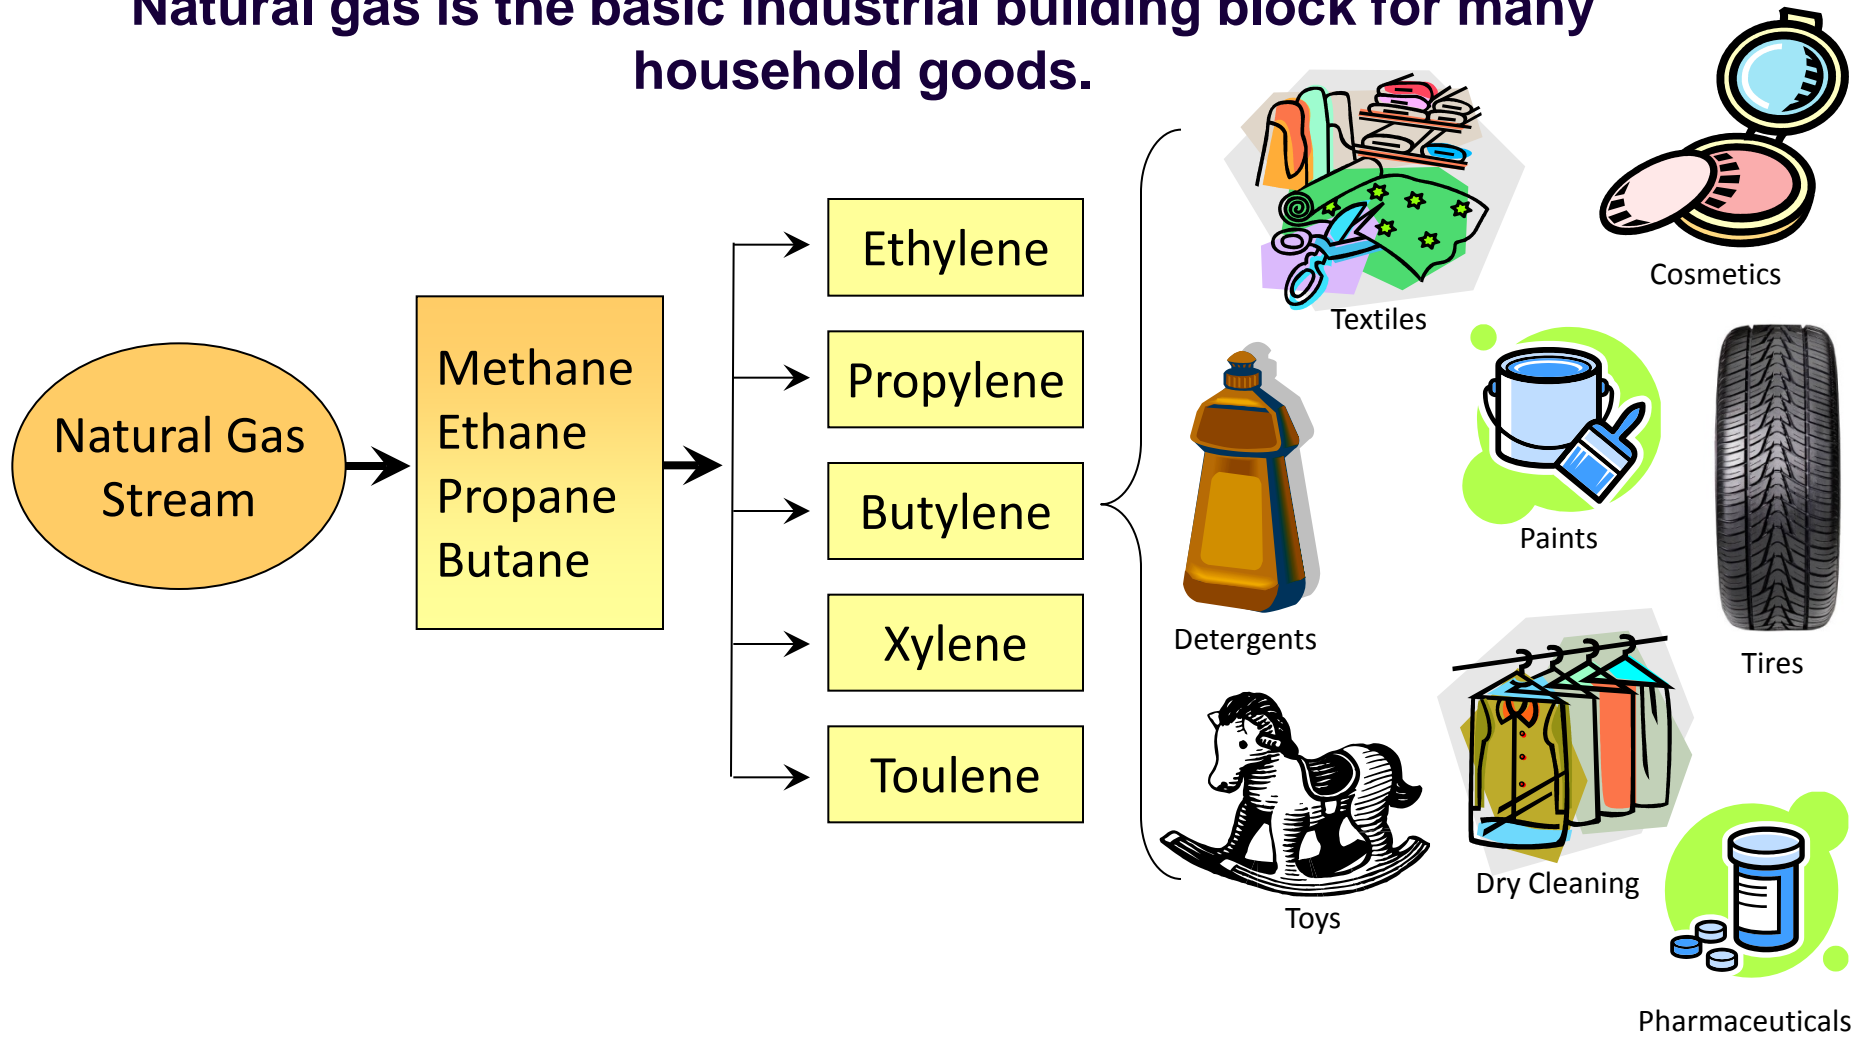 Natural gas is the basic industrial building block for many
household goods.
Natural Gas
Stream
Methane
Ethane
Propane
Butane
Ethylene
Propylene
Butylene
Xylene
Toulene
Textiles
Cosmetics
Detergents
Paints
Tires
Toys
Dry Cleaning
Pharmaceuticals